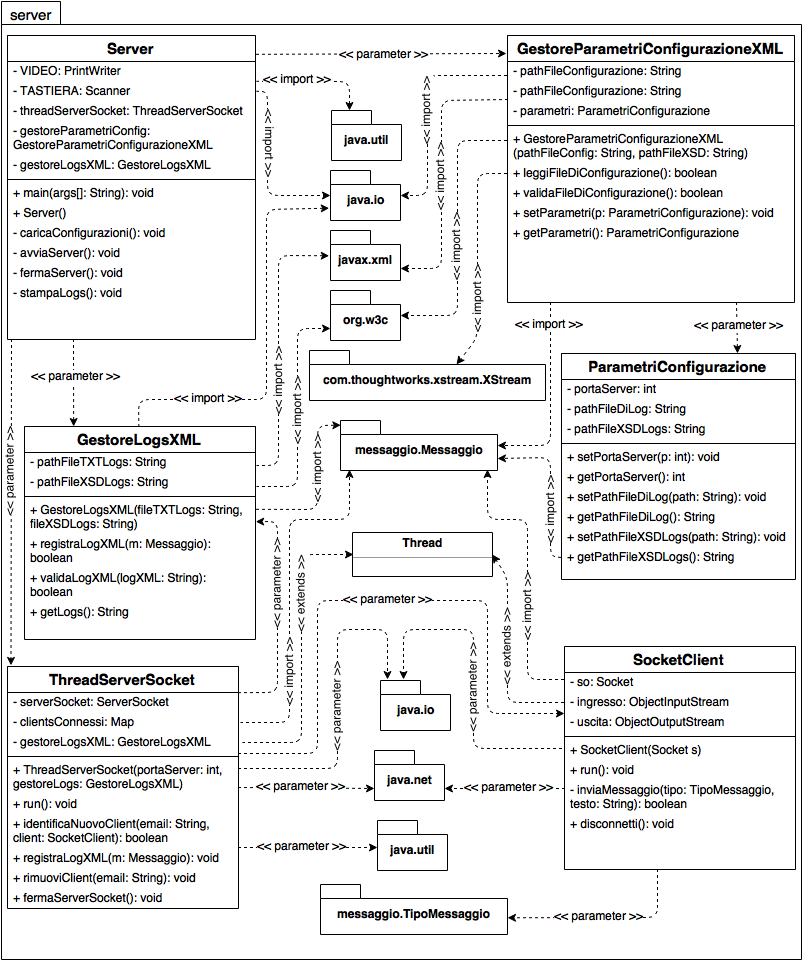 server
Server
- VIDEO: PrintWriter
- TASTIERA: Scanner
- threadServerSocket: ThreadServerSocket
- gestoreParametriConfig:
GestoreParametriConfigurazioneXML
- gestoreLogsXML: GestoreLogsXML
+ main(args[]: String): void
+ Server()
- caricaConfigurazioni(): void
- avviaServer(): void
- fermaServer(): void
- stampaLogs(): void
<< parameter >>
<< import >>
<< import >>
java.util
java.io
javax.xml
org.w3c
com.thoughtworks.xstream.XStream
<< import >>
<< import >>
<< import >>
<< import >>
GestoreParametriConfigurazioneXML
- pathFileConfigurazione: String
- pathFileConfigurazione: String
- parametri: ParametriConfigurazione
+ GestoreParametriConfigurazioneXML
(pathFileConfig: String, pathFileXSD: String)
+ leggiFileDiConfigurazione(): boolean
+ validaFileDiConfigurazione(): boolean
+ setParametri(p: ParametriConfigurazione): void
+ getParametri(): ParametriConfigurazione
<< import >>
<< parameter >>
<< parameter >>
<< import >>
<< import >>
<< import >>
<< parameter >>
GestoreLogsXML
- pathFileTXTLogs: String
- pathFileXSDLogs: String
+ GestoreLogsXML(fileTXTLogs: String,
fileXSDLogs: String)
+ registraLogXML(m: Messaggio):
boolean
+ validaLogXML(logXML: String):
boolean
+ getLogs(): String
<< import >>
messaggio.Messaggio
ParametriConfigurazione
- portaServer: int
- pathFileDiLog: String
- pathFileXSDLogs: String
+ setPortaServer(p: int): void
+ getPortaServer(): int
+ setPathFileDiLog(path: String): void
+ getPathFileDiLog(): String
+ setPathFileXSDLogs(path: String): void
+ getPathFileXSDLogs(): String
<< import >>
Thread
<< parameter >>
<< extends >>
<< import >>
<< parameter >>
<< import >>
<< extends >>
<< parameter >>
<< parameter >>
ThreadServerSocket
- serverSocket: ServerSocket
- clientsConnessi: Map
- gestoreLogsXML: GestoreLogsXML
+ ThreadServerSocket(portaServer: int,
gestoreLogs: GestoreLogsXML)
+ run(): void
+ identificaNuovoClient(email: String,
client: SocketClient): boolean
+ registraLogXML(m: Messaggio): void
+ rimuoviClient(email: String): void
+ fermaServerSocket(): void
java.io
<< parameter >>
java.net
<< parameter >>
<< parameter >>
java.util
SocketClient
- so: Socket
- ingresso: ObjectInputStream
- uscita: ObjectOutputStream
+ SocketClient(Socket s)
+ run(): void
- inviaMessaggio(tipo: TipoMessaggio,
testo: String): boolean
+ disconnetti(): void
messaggio.TipoMessaggio
<< parameter >>